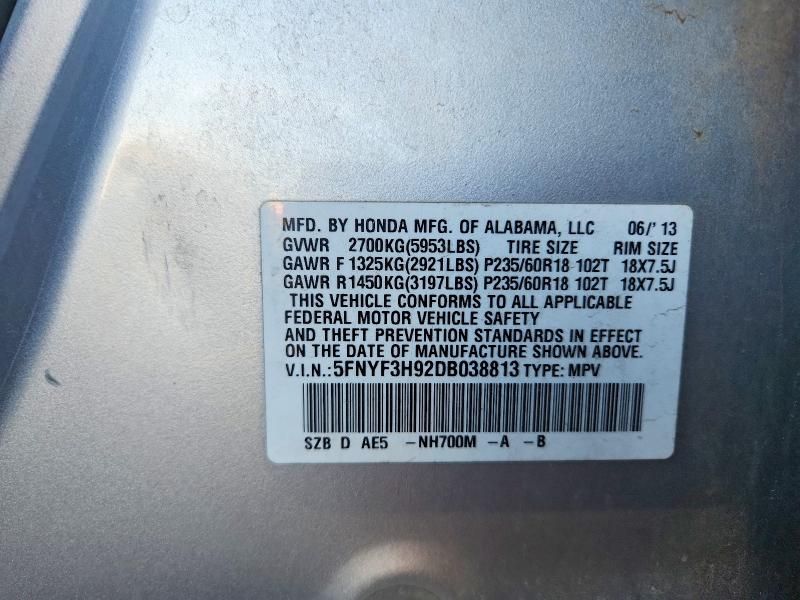 MFD. BY HONDA MFG. OF ALABAMA, LLC 06/'13
GVWR 2700KG(5953LBS) TIRE SIZE RIM SIZE
GAWR F 1325KG(2921LBS) P235/60R18 102T 18X7.5J
GAWR R1450KG(3197LBS) P235/60R18 102T 18X7.5J
THIS VEHICLE CONFORMS TO ALL APPLICABLE
FEDERAL MOTOR VEHICLE SAFETY
AND THEFT PREVENTION STANDARDS IN EFFECT
ON THE DATE OF MANUFACTURE SHOWN ABOVE.
V.I.N.:5FNYF3H92DB038813 TYPE: MPV
SZB D AE5 -NH700M -A -B